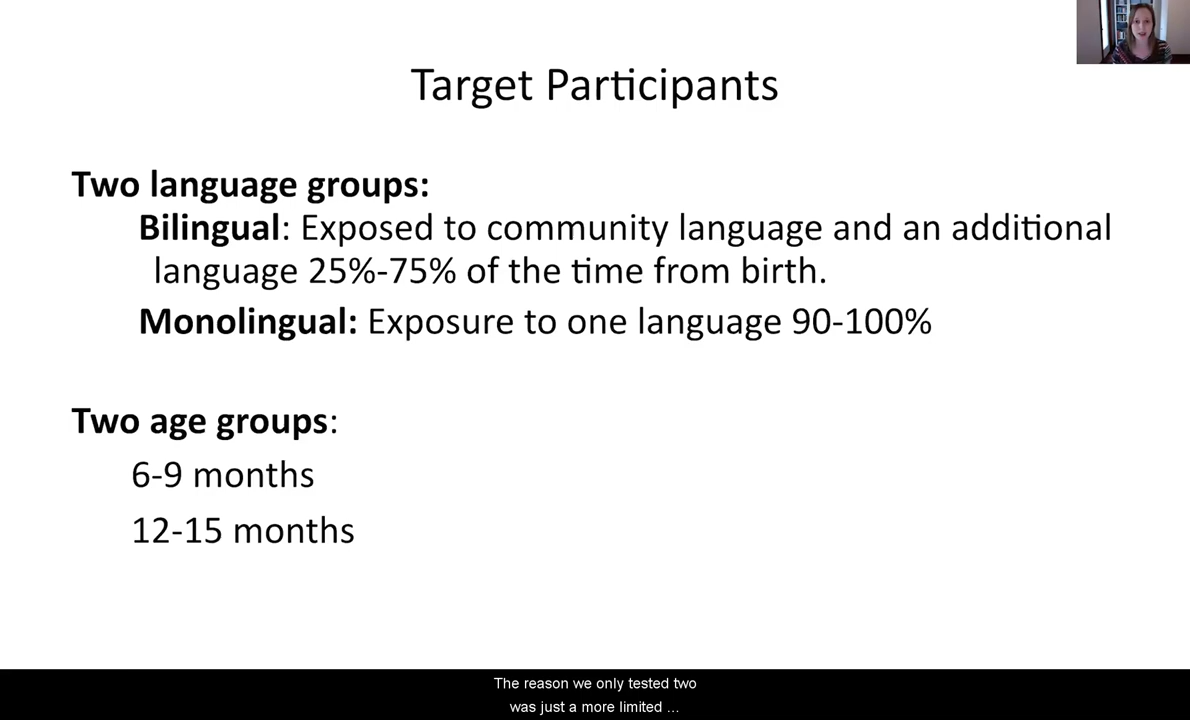 Target Participants
Two language groups:
Bilingual: Exposed to community language and an additional
language 25%-75% of the time from birth.
Monolingual: Exposure to one language 90-100%
Two age groups:
6-9 months
12-15 months
The reason we only tested two
was just a more limited ...